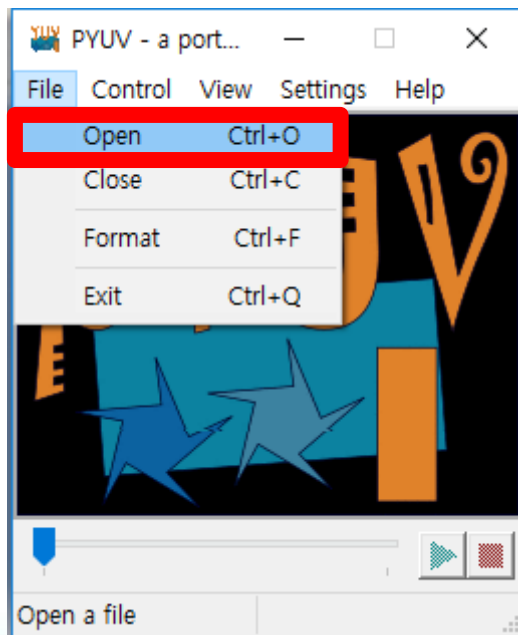 PYUV - a port...
File Control View Settings Help
Open Ctrl+O
Close Ctrl+C
Format Ctrl+F
Exit Ctrl+Q
Open a file